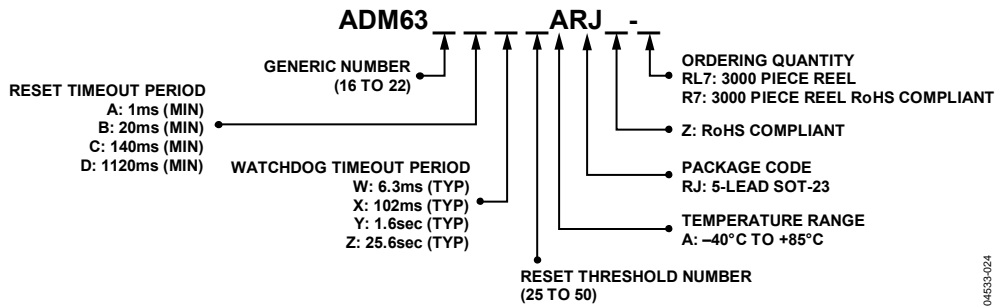 ADM63_ _ _ _ARJ_-_
GENERIC NUMBER
(16 TO 22)
RESET TIMEOUT PERIOD
A: 1ms (MIN)
B: 20ms (MIN)
C: 140ms (MIN)
D: 1120ms (MIN)
WATCHDOG TIMEOUT PERIOD
W: 6.3ms (TYP)
X: 102ms (TYP)
Y: 1.6sec (TYP)
Z: 25.6sec (TYP)
RESET THRESHOLD NUMBER
(25 TO 50)
ORDERING QUANTITY
RL7: 3000 PIECE REEL
R7: 3000 PIECE REEL RoHS COMPLIANT
Z: RoHS COMPLIANT
PACKAGE CODE
RJ: 5-LEAD SOT-23
TEMPERATURE RANGE
A: –40°C TO +85°C
04533-024